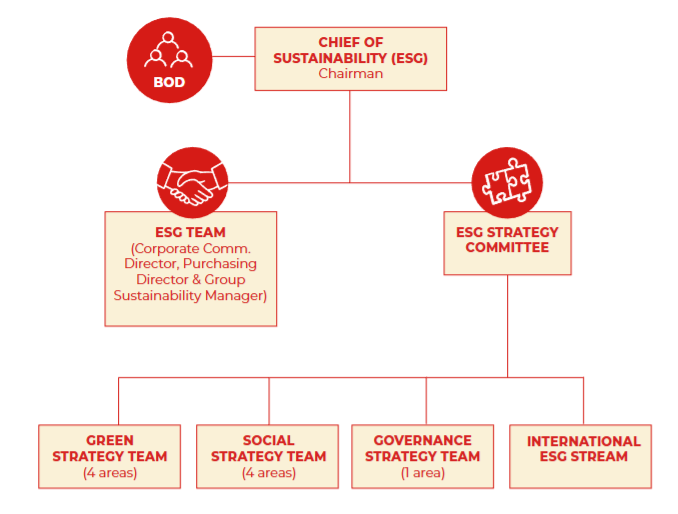 BOD
CHIEF OF
SUSTAINABILITY (ESG)
Chairman
ESG TEAM
(Corporate Comm.
Director, Purchasing
Director & Group
Sustainability Manager)
ESG STRATEGY
COMMITTEE
GREEN
STRATEGY TEAM
(4 areas)
SOCIAL
STRATEGY TEAM
(4 areas)
GOVERNANCE
STRATEGY TEAM
(1 area)
INTERNATIONAL
ESG STREAM